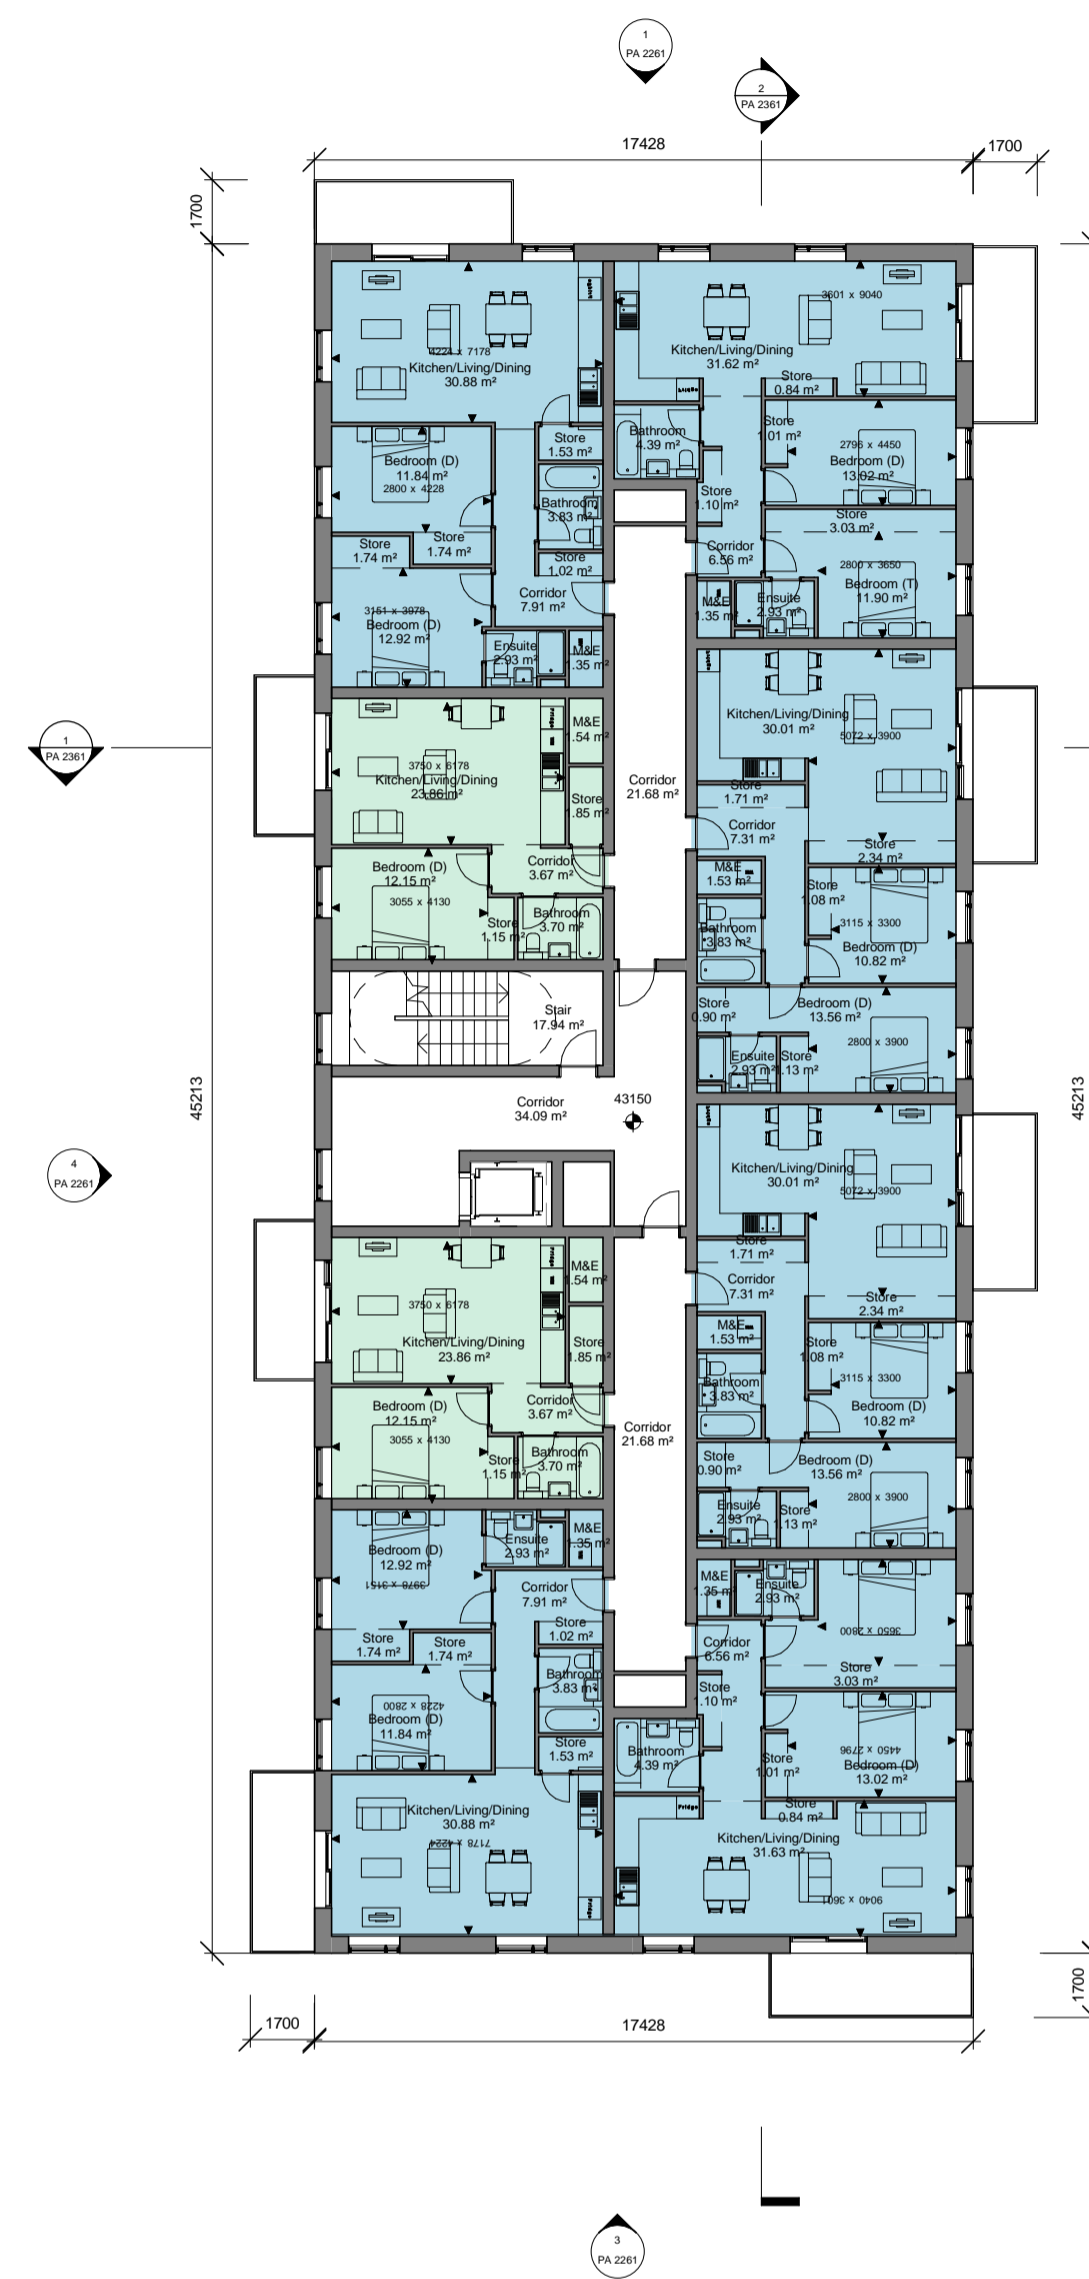 1
PA 2261
2
PA 2361
17428
1700
1700
Kitchen/Living/Dining
30.88 m²
4224 x 7178
3601 x 9040
Kitchen/Living/Dining
31.62 m²
Store
0.84 m²
Store
1.01 m²
Bathroom
4.39 m²
2796 x 4450
Bedroom (D)
13.02 m²
Store
1.53 m²
Bedroom (D)
11.84 m²
2800 x 4228
Bathroom
3.83 m²
Store
1.10 m²
Store
3.03 m²
Store
1.74 m²
Store
1.74 m²
Store
1.02 m²
Corridor
6.56 m²
2800 x 3650
Bedroom (T)
11.90 m²
Corridor
7.91 m²
M&E
1.35 m²
Ensuite
2.93 m²
3151 x 3978
Bedroom (D)
12.92 m²
Ensuite
2.93 m²
M&E
1.35 m²
Kitchen/Living/Dining
30.01 m²
5072 x 3900
M&E
1.54 m²
1
PA 2361
3750 x 6178
Kitchen/Living/Dining
23.86 m²
Corridor
21.68 m²
Store
1.85 m²
Store
1.71 m²
Corridor
7.31 m²
Store
2.34 m²
Bedroom (D)
12.15 m²
3055 x 4130
Corridor
3.67 m²
M&E
1.53 m²
Store
1.08 m²
3115 x 3300
Bedroom (D)
10.82 m²
Store
1.15 m²
Bathroom
3.70 m²
Bathroom
3.83 m²
Stair
17.94 m²
Store
0.90 m²
Bedroom (D)
13.56 m²
2800 x 3900
Ensuite
2.93 m²
Store
1.13 m²
45213
45213
Corridor
34.09 m²
43150
4
PA 2261
Kitchen/Living/Dining
30.01 m²
5072 x 3900
Fridge
M&E
1.54 m²
3750 x 6178
Kitchen/Living/Dining
23.86 m²
Store
1.85 m²
Store
1.71 m²
Corridor
7.31 m²
Store
2.34 m²
M&E
1.53 m²
Store
1.08 m²
3115 x 3300
Bedroom (D)
10.82 m²
Bedroom (D)
12.15 m²
3055 x 4130
Corridor
3.67 m²
Bathroom
3.83 m²
Corridor
21.68 m²
Store
1.15 m²
Bathroom
3.70 m²
Store
0.90 m²
Bedroom (D)
13.56 m²
2800 x 3900
Ensuite
2.93 m²
Store
1.13 m²
Bedroom (D)
12.92 m²
3978 x 3151
Ensuite
2.93 m²
M&E
1.35 m²
M&E
1.35 m²
Ensuite
2.93 m²
3650 x 2800
Corridor
7.91 m²
Store
1.02 m²
Corridor
6.56 m²
Store
1.74 m²
Store
1.74 m²
Store
1.10 m²
Store
3.03 m²
Bathroom
3.83 m²
4228 x 2800
Bedroom (D)
11.84 m²
Store
1.53 m²
Bathroom
4.39 m²
Store
1.01 m²
4450 x 2796
Bedroom (D)
13.02 m²
Kitchen/Living/Dining
30.88 m²
7178 x 4224
Fridge
Store
0.84 m²
Kitchen/Living/Dining
31.63 m²
9040 x 3601
1700
17428
1700
3
PA 2261